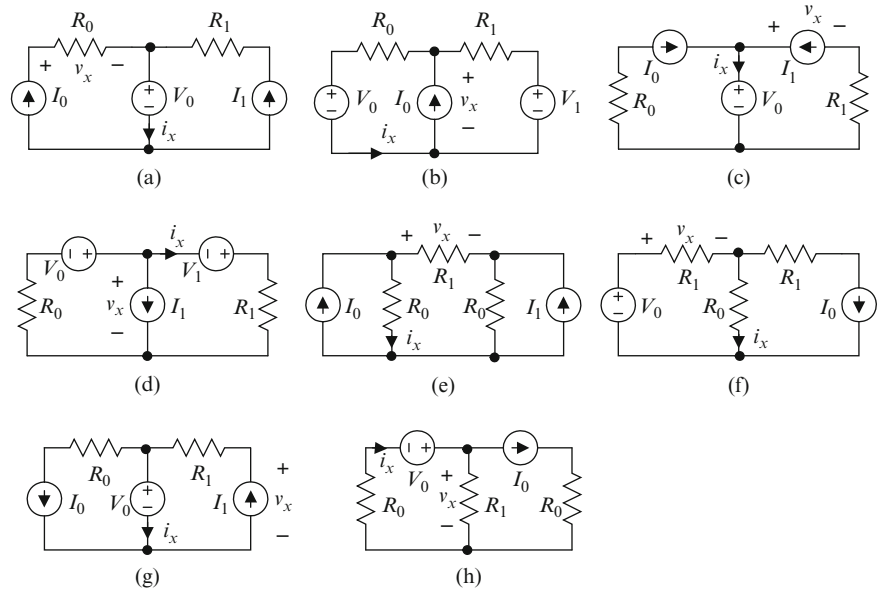 R0 R1 + vx − I0 + − V0 I1 ix
(a)
R0 R1 + − V0 I0 + vx − + − V1 ix
(b)
I0 + vx − I1 ix R0 + − V0 R1
(c)
− + V0 ix − + V1 R0 + vx − I1 R1
(d)
+ vx − R1 I0 R0 R0 I1 ix
(e)
+ vx − R1 R1 + − V0 R0 I0 ix
(f)
R0 R1 I0 V0 + − I1 + vx − ix
(g)
ix − + V0 I0 R0 + vx − R1 R0
(h)